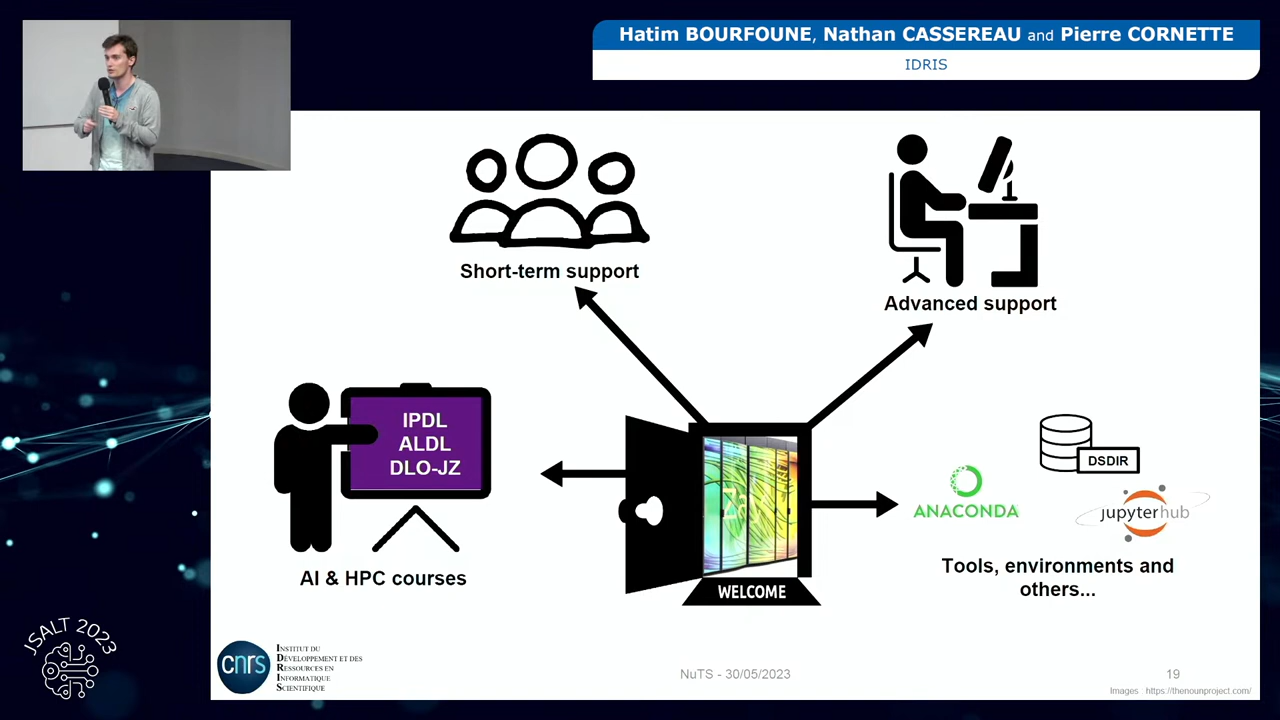 Hatim BOURFOUNE, Nathan CASSEREAU and Pierre CORNETTE
IDRIS
Short-term support
Advanced support
IPDL
ALDL
DLO-JZ
AI & HPC courses
WELCOME
DSDIR
ANACONDA
jupyterhub
Tools, environments and
others...
JSALT 2023
cnrs
INSTITUT DU
DÉVELOPPEMENT ET DES
RESSOURCES EN
INFORMATIQUE
SCIENTIFIQUE
NuTS - 30/05/2023
19
Images : https://thenounproject.com/